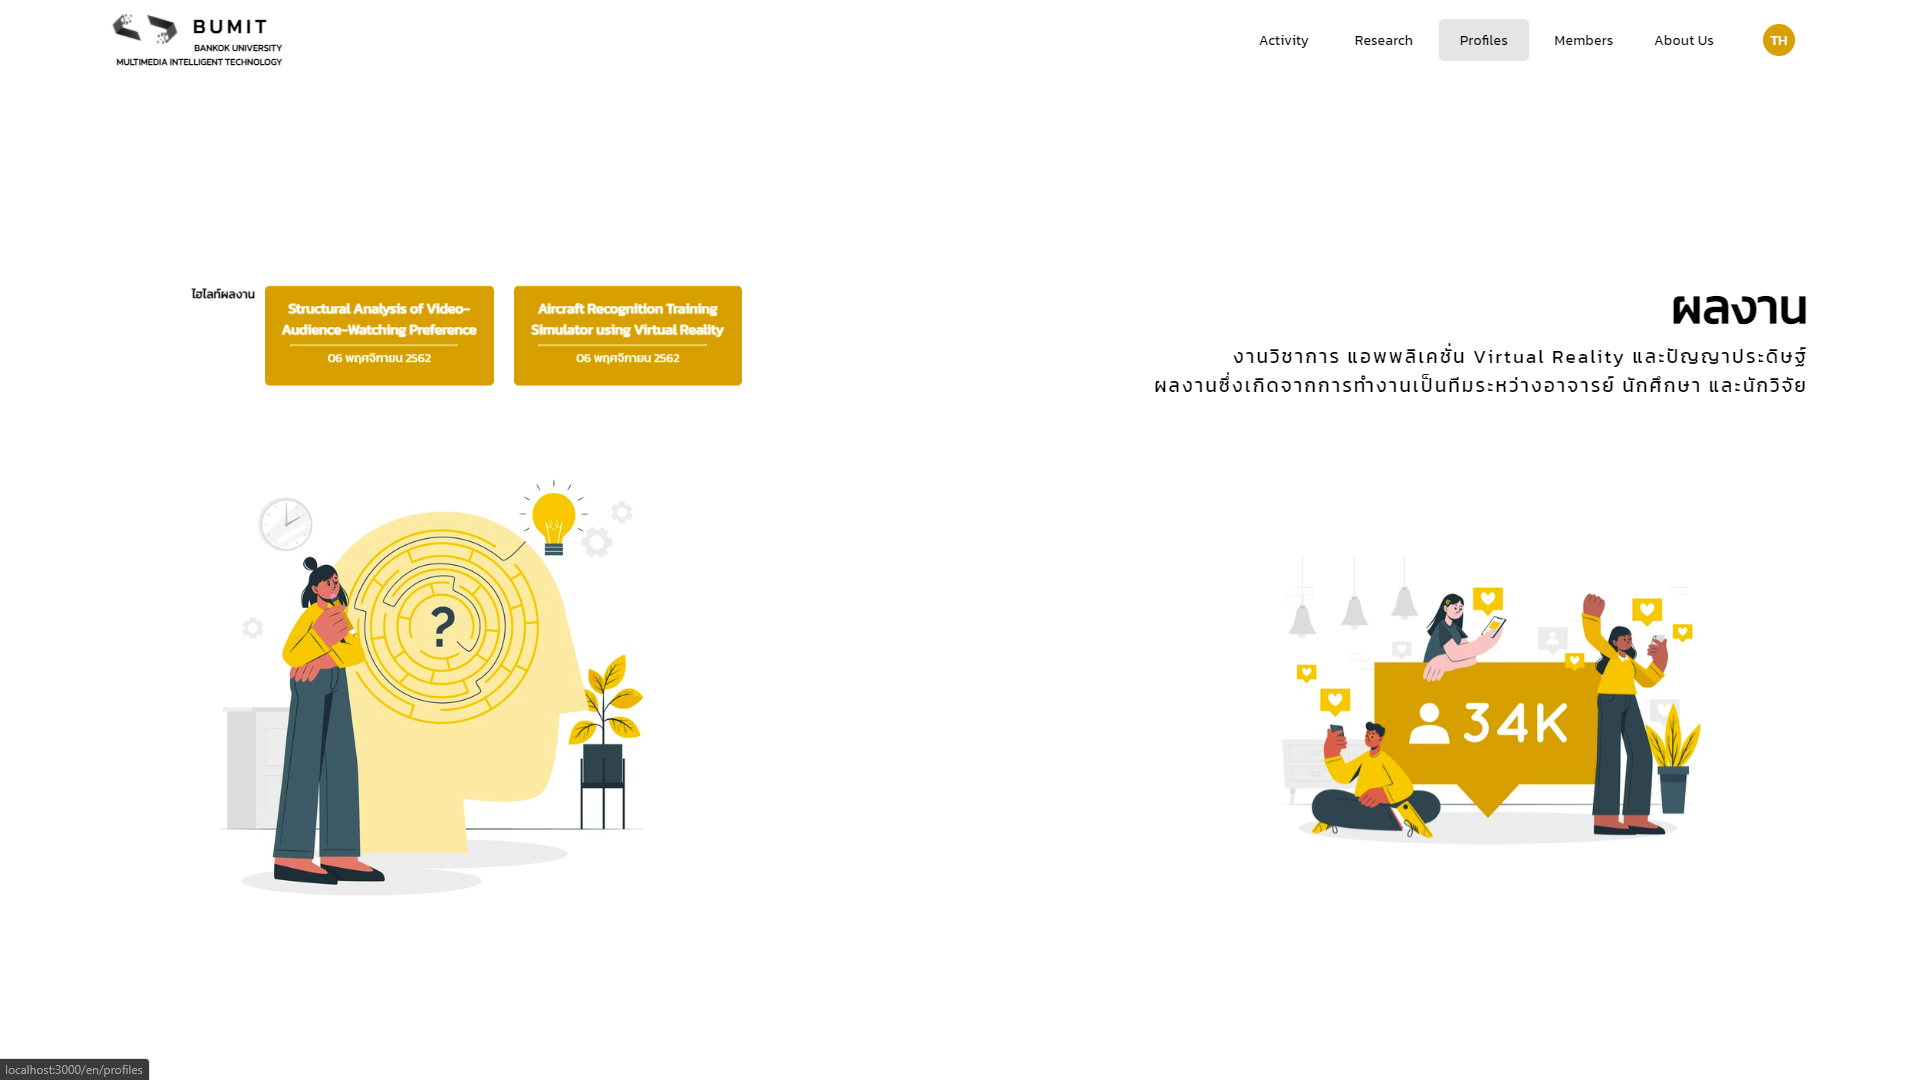 BUMIT
BANKOK UNIVERSITY
MULTIMEDIA INTELLIGENT TECHNOLOGY
Activity
Research
Profiles
Members
About Us
TH
ไฮไลท์ผลงาน
Structural Analysis of Video-
Audience-Watching Preference
06 พฤศจิกายน 2562
Aircraft Recognition Training
Simulator using Virtual Reality
06 พฤศจิกายน 2562
ผลงาน
งานวิชาการ แอพพลิเคชั่น Virtual Reality และปัญญาประดิษฐ์
ผลงานซึ่งเกิดจากการทำงานเป็นทีมระหว่างอาจารย์ นักศึกษา และนักวิจัย
?
34K
localhost:3000/en/profiles